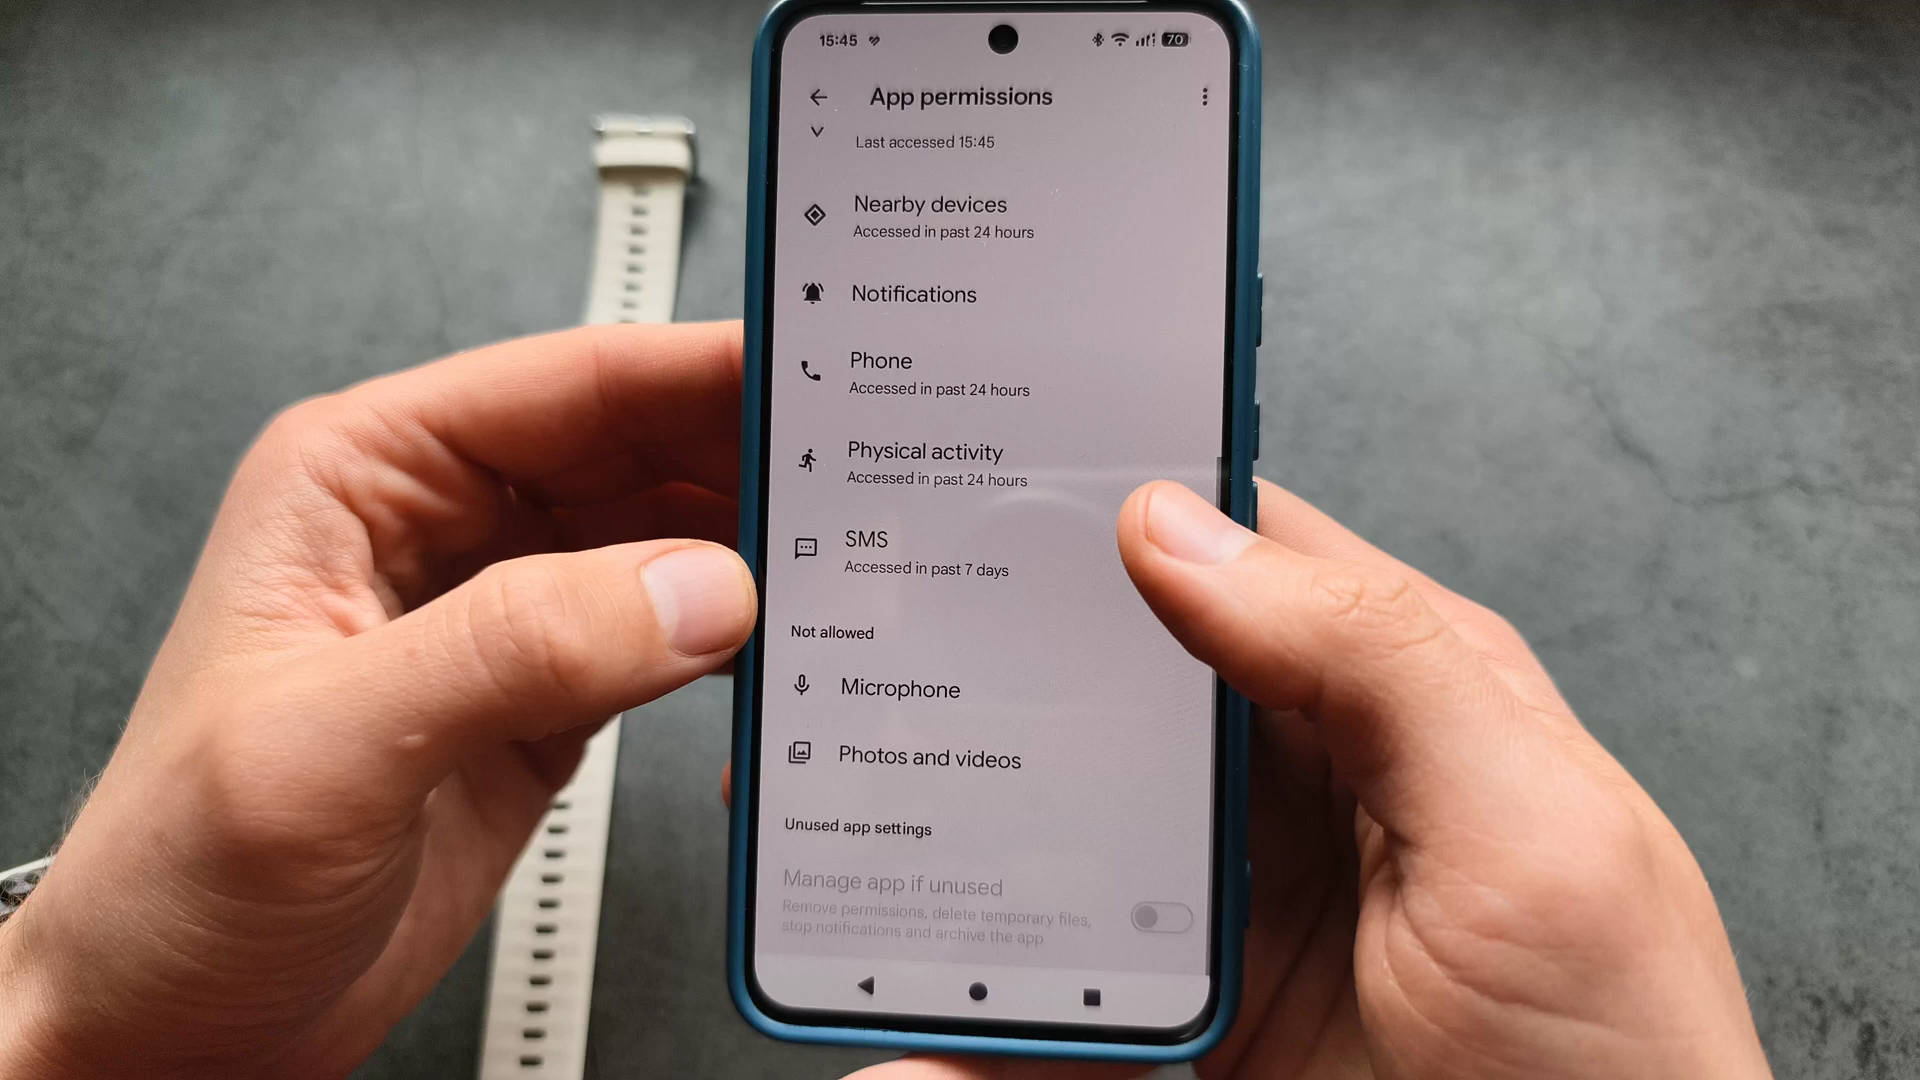 15:45
70
App permissions
Last accessed 15:45
Nearby devices
Accessed in past 24 hours
Notifications
Phone
Accessed in past 24 hours
Physical activity
Accessed in past 24 hours
SMS
Accessed in past 7 days
Not allowed
Microphone
Photos and videos
Unused app settings
Manage app if unused
Remove permissions, delete temporary files,
stop notifications and archive the app